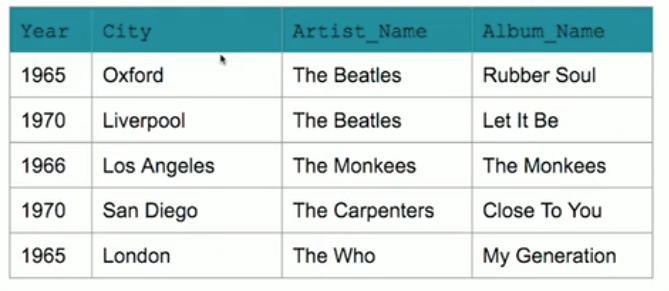 Year City Artist_Name Album_Name
1965 Oxford The Beatles Rubber Soul
1970 Liverpool The Beatles Let It Be
1966 Los Angeles The Monkees The Monkees
1970 San Diego The Carpenters Close To You
1965 London The Who My Generation